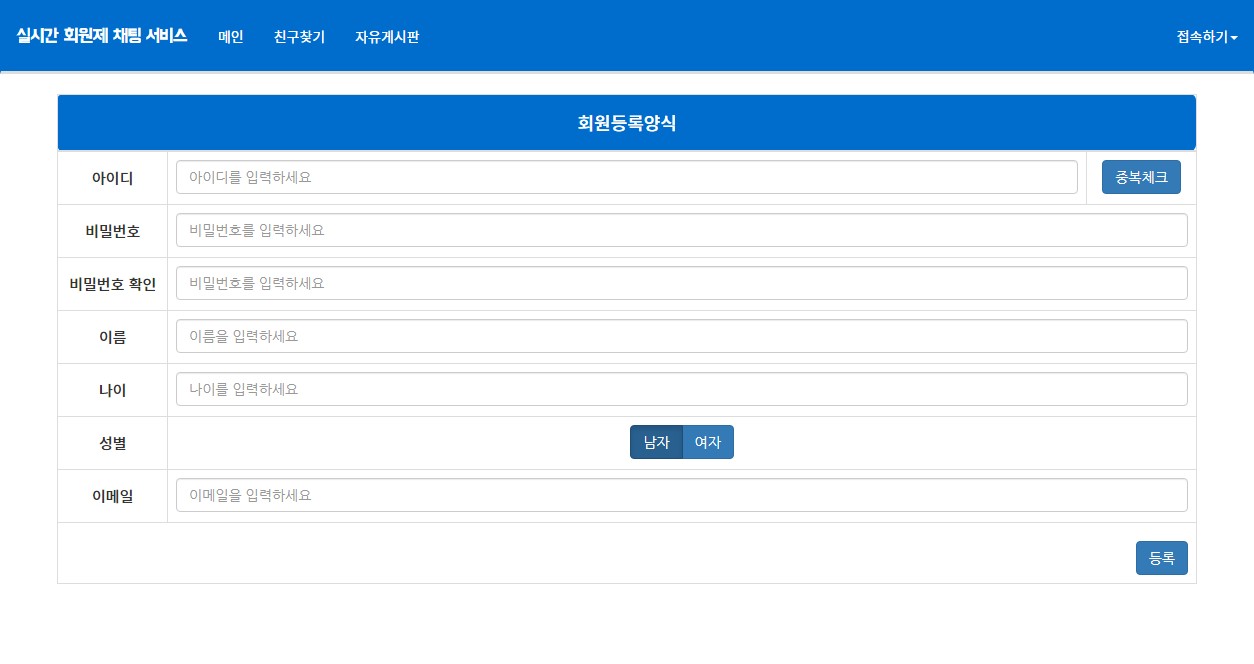 실시간 회원제 채팅 서비스 메인 친구찾기 자유게시판 접속하기
회원등록양식
아이디 아이디를 입력하세요 중복체크
비밀번호 비밀번호를 입력하세요
비밀번호 확인 비밀번호를 입력하세요
이름 이름을 입력하세요
나이 나이를 입력하세요
성별 남자 여자
이메일 이메일을 입력하세요
등록